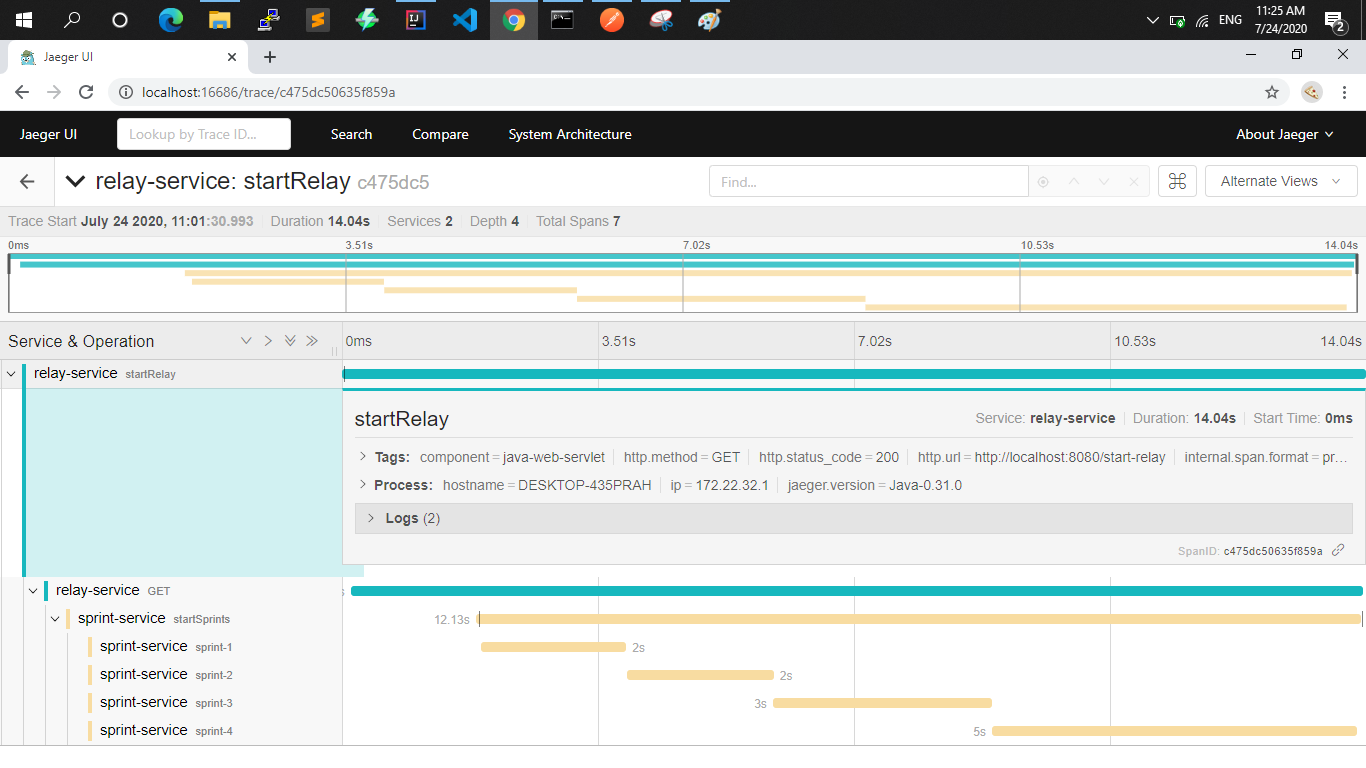 ENG
11:25 AM
7/24/2020
2
Jaeger UI
localhost:16686/trace/c475dc50635f859a
Jaeger UI
Lookup by Trace ID...
Search
Compare
System Architecture
About Jaeger
relay-service: startRelay c475dc5
Find...
Alternate Views
Trace Start July 24 2020, 11:01:30.993
Duration 14.04s
Services 2
Depth 4
Total Spans 7
0ms 3.51s 7.02s 10.53s 14.04s
Service & Operation
0ms 3.51s 7.02s 10.53s 14.04s
relay-service startRelay
startRelay
Service: relay-service
Duration: 14.04s
Start Time: 0ms
Tags: component = java-web-servlet http.method = GET http.status_code = 200 http.url = http://localhost:8080/start-relay internal.span.format = pr…
Process: hostname = DESKTOP-435PRAH ip = 172.22.32.1 jaeger.version = Java-0.31.0
Logs (2)
SpanID: c475dc50635f859a
relay-service GET
s
sprint-service startSprints 12.13s
sprint-service sprint-1 2s
sprint-service sprint-2 2s
sprint-service sprint-3 3s
sprint-service sprint-4 5s